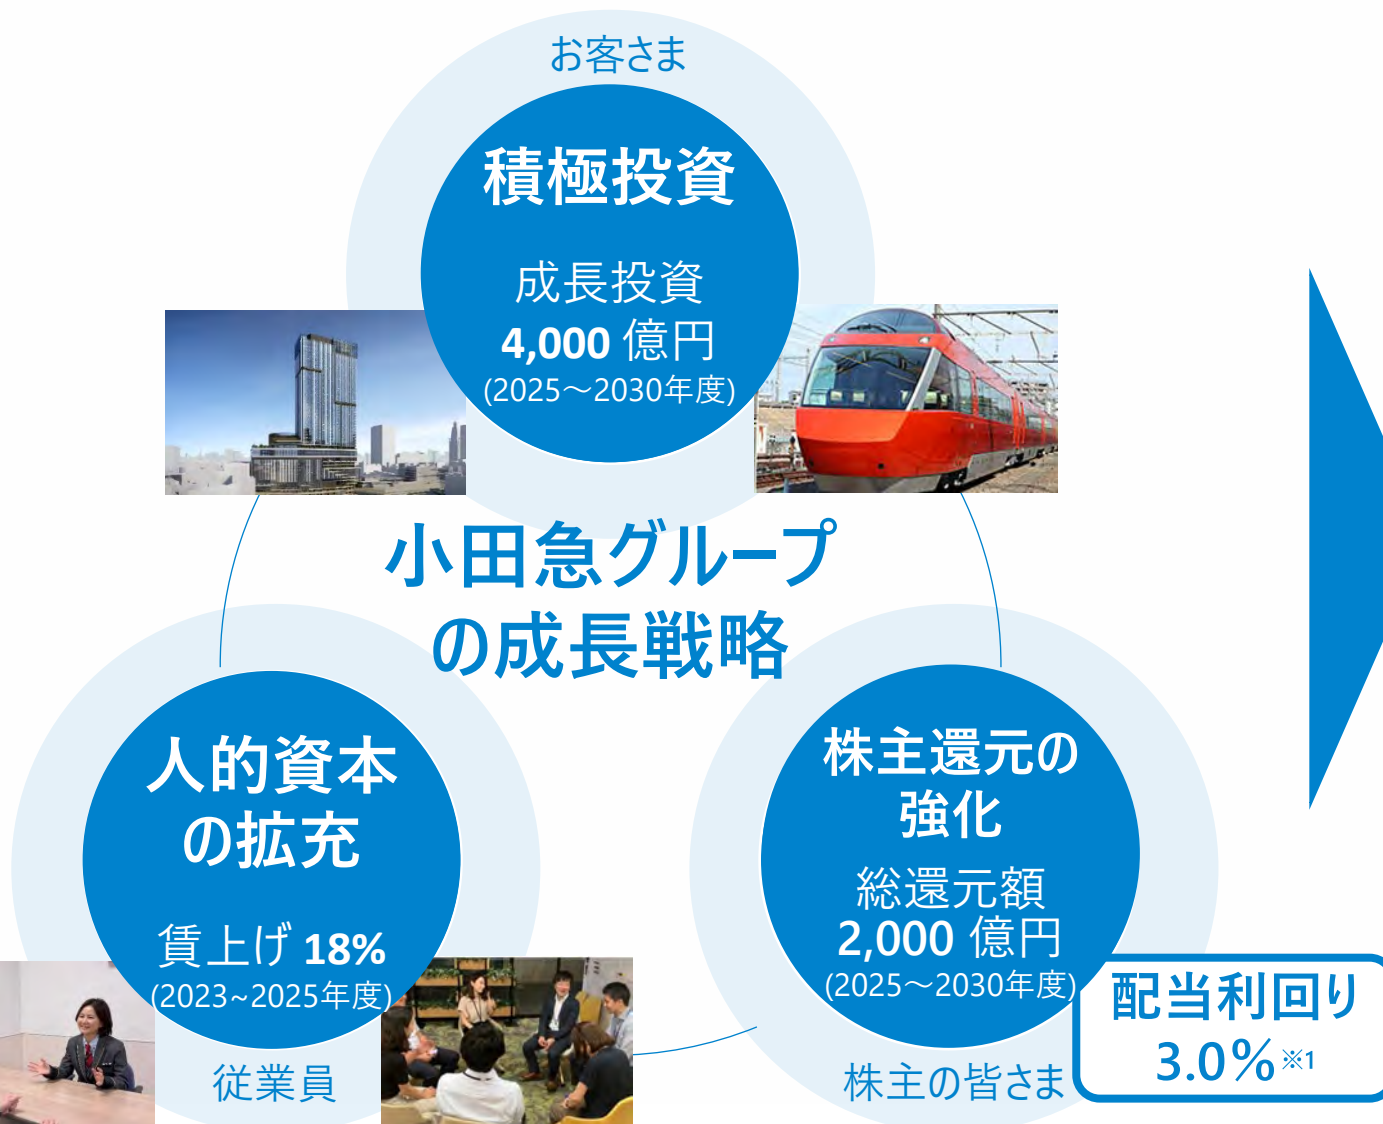 お客さま
積極投資
成長投資
4,000 億円
(2025～2030年度)
小田急グループ
の成長戦略
人的資本
の拡充
賃上げ 18%
(2023~2025年度)
従業員
株主還元の
強化
総還元額
2,000 億円
(2025～2030年度)
株主の皆さま
配当利回り
3.0%※1